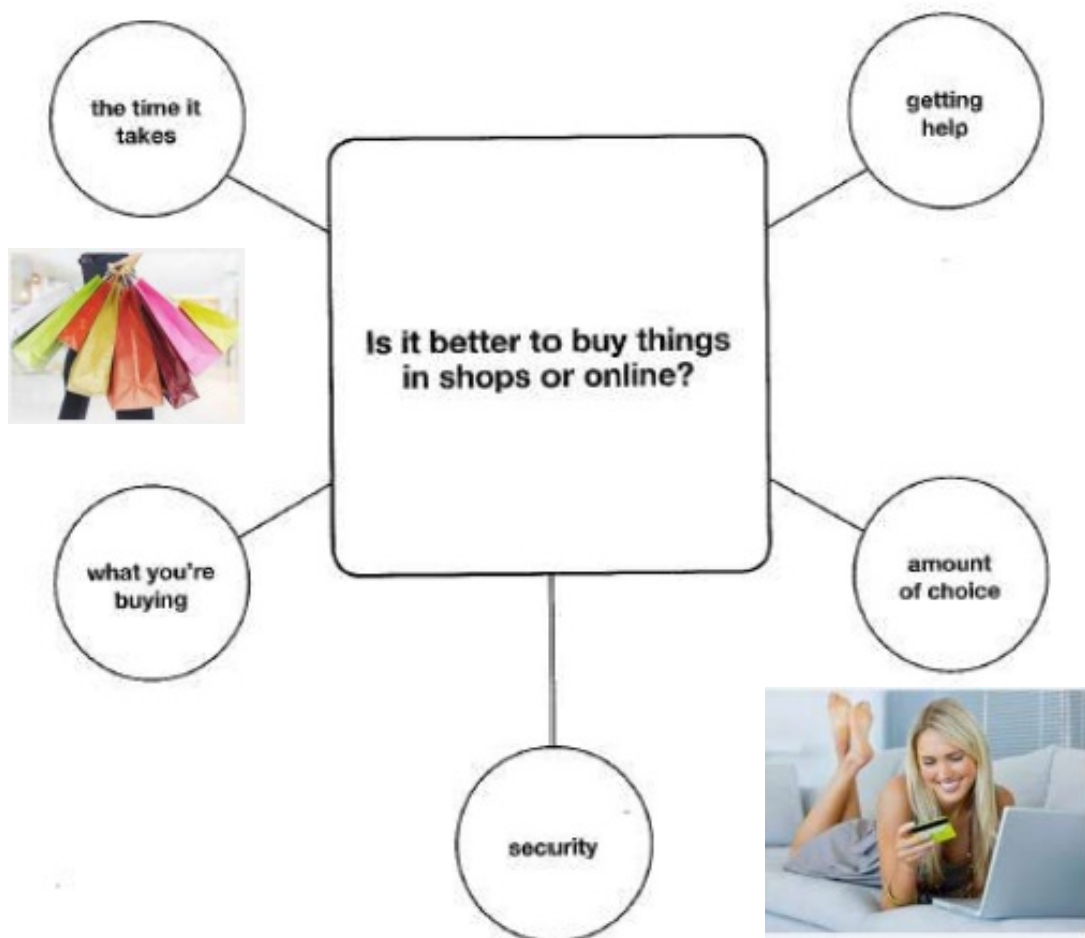 the time it
takes
getting
help
Is it better to buy things
in shops or online?
what you're
buying
amount
of choice
security